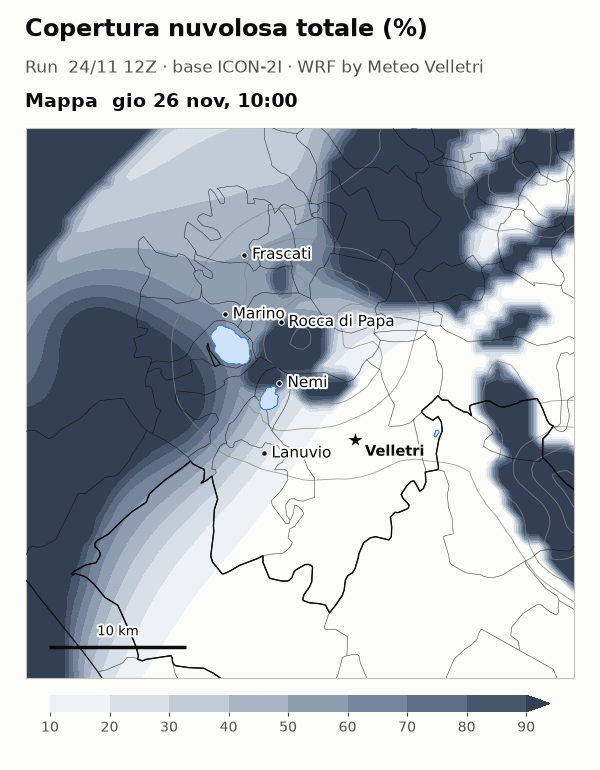 Copertura nuvolosa totale (%)
Run  24/11 12Z · base ICON-2I · WRF by Meteo Velletri
Mappa  gio 26 nov, 10:00
Frascati
Marino
Rocca di Papa
Nemi
Velletri
Lanuvio
10 km
10 20 30 40 50 60 70 80 90